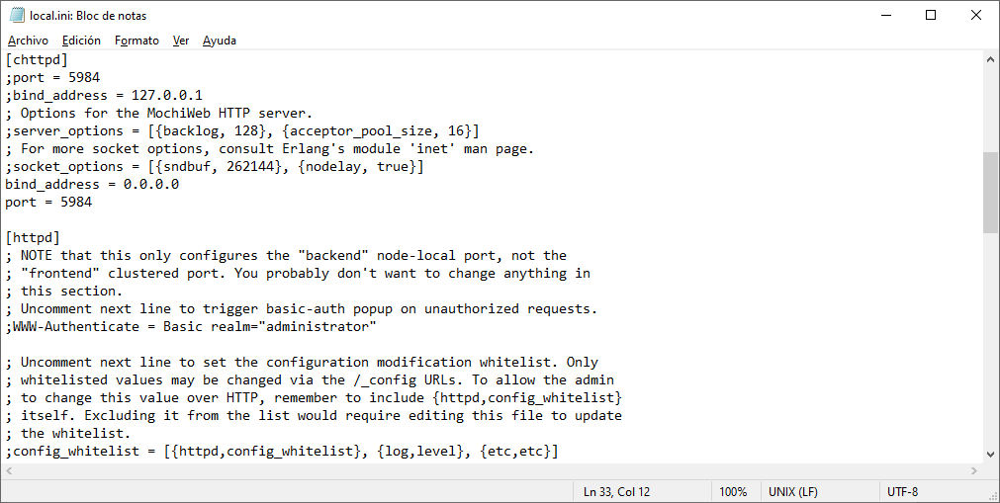 local.ini: Bloc de notas
Archivo Edición Formato Ver Ayuda
[chttpd]
;port = 5984
;bind_address = 127.0.0.1
; Options for the MochiWeb HTTP server.
;server_options = [{backlog, 128}, {acceptor_pool_size, 16}]
; For more socket options, consult Erlang's module 'inet' man page.
;socket_options = [{sndbuf, 262144}, {nodelay, true}]
bind_address = 0.0.0.0
port = 5984
[httpd]
; NOTE that this only configures the "backend" node-local port, not the
; "frontend" clustered port. You probably don't want to change anything in
; this section.
; Uncomment next line to trigger basic-auth popup on unauthorized requests.
;WWW-Authenticate = Basic realm="administrator"
; Uncomment next line to set the configuration modification whitelist. Only
; whitelisted values may be changed via the /_config URLs. To allow the admin
; to change this value over HTTP, remember to include {httpd,config_whitelist}
; itself. Excluding it from the list would require editing this file to update
; the whitelist.
;config_whitelist = [{httpd,config_whitelist}, {log,level}, {etc,etc}]
Ln 33, Col 12 100% UNIX (LF) UTF-8